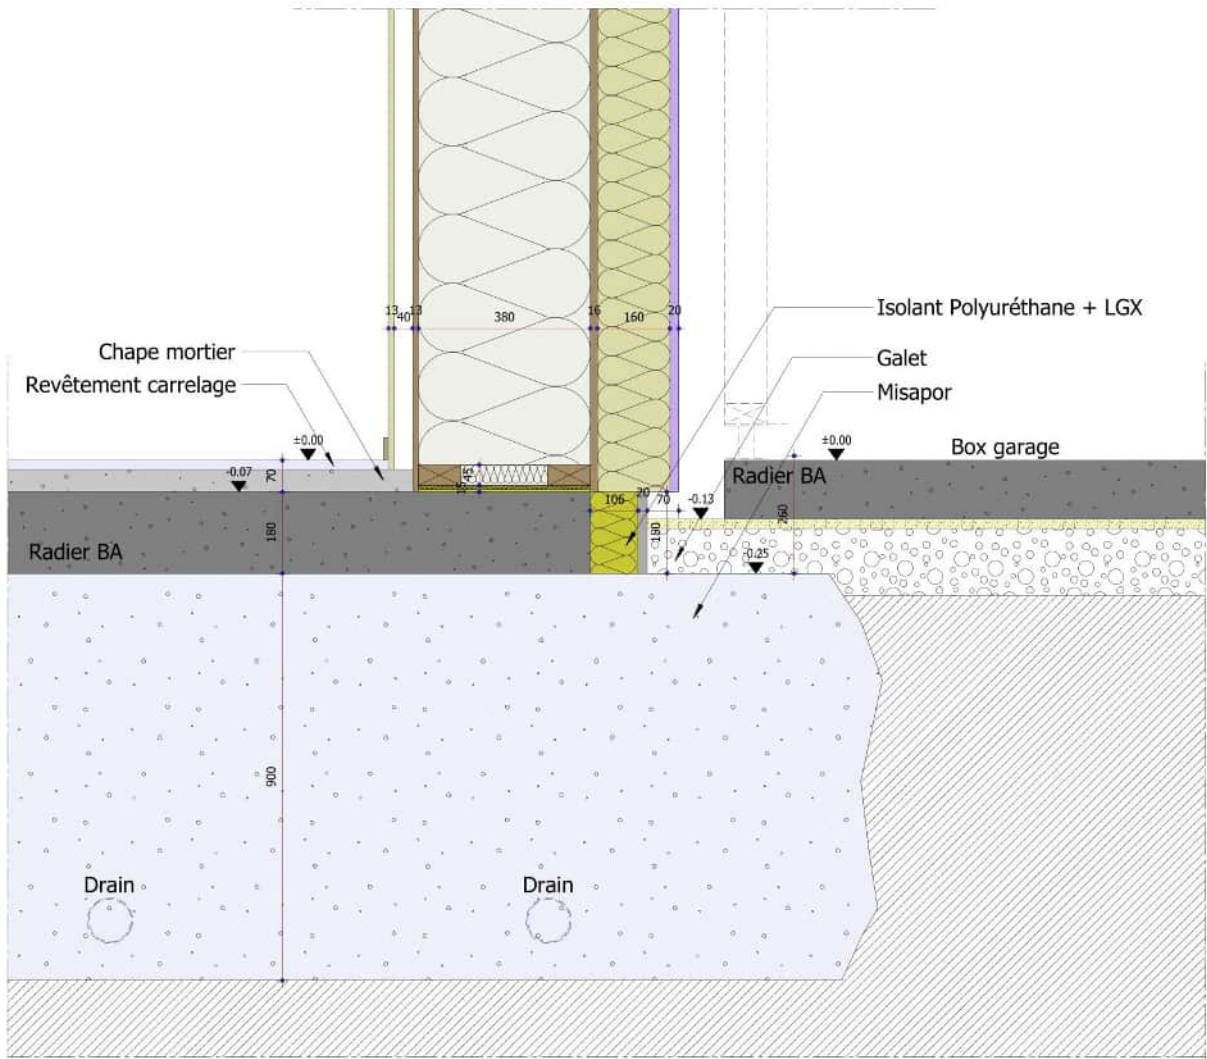 13
40
13
380
16
160
20
Isolant Polyuréthane + LGX
Chape mortier
Galet
Revêtement carrelage
Misapor
±0.00
±0.00
Box garage
-0.07
70
45
15
Radier BA
106
20
70
-0.13
260
180
180
Radier BA
-0.25
900
Drain
Drain